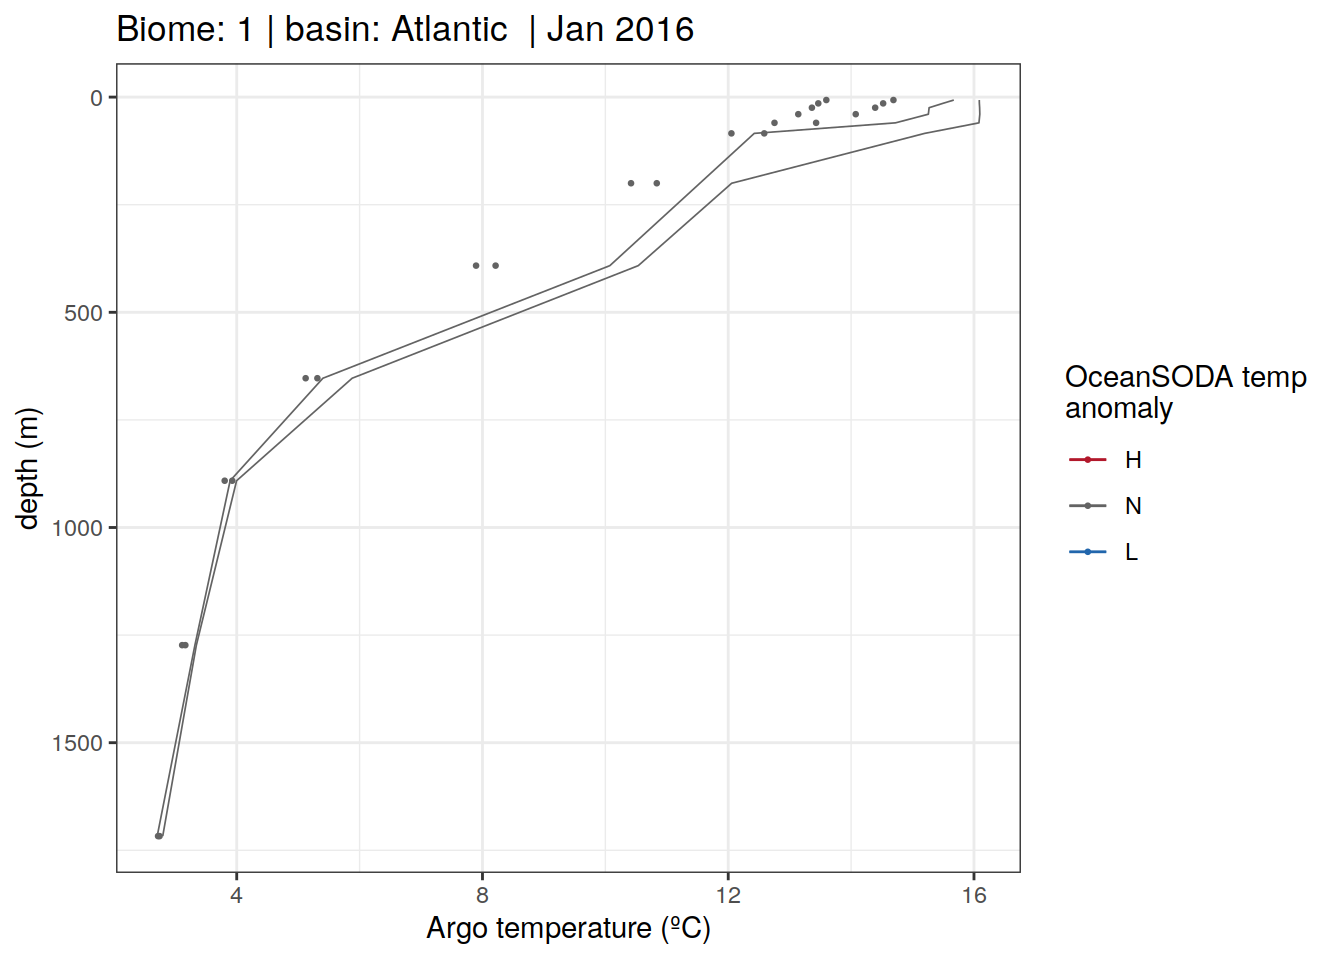 Biome: 1 | basin: Atlantic  | Jan 2016
0
500
1000
1500
depth (m)
4
8
12
16
Argo temperature (ºC)
OceanSODA temp
anomaly
H
N
L